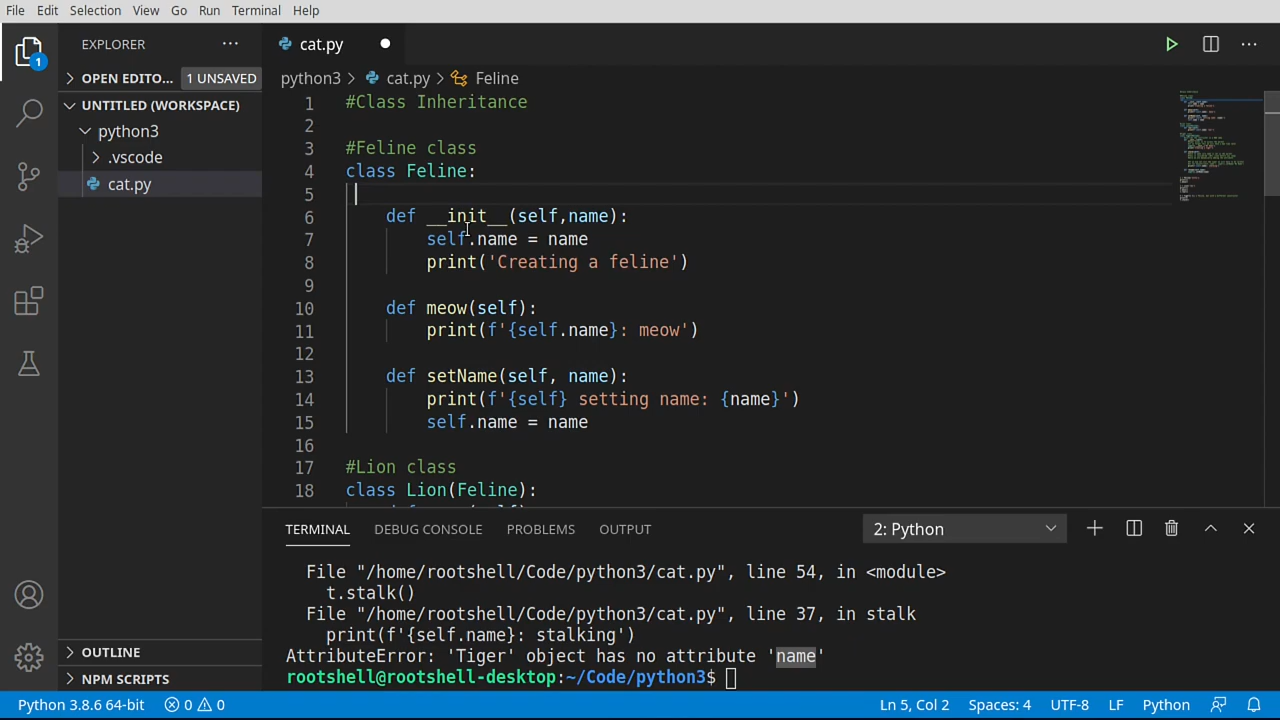 File Edit Selection View Go Run Terminal Help
EXPLORER ···
cat.py
1
OPEN EDITO... 1 UNSAVED
python3 > cat.py > Feline
UNTITLED (WORKSPACE)
python3
.vscode
cat.py
1 #Class Inheritance
2
3 #Feline class
4 class Feline:
5
6 def __init__(self,name):
7 self.name = name
8 print('Creating a feline')
9
10 def meow(self):
11 print(f'{self.name}: meow')
12
13 def setName(self, name):
14 print(f'{self} setting name: {name}')
15 self.name = name
16
17 #Lion class
18 class Lion(Feline):
TERMINAL DEBUG CONSOLE PROBLEMS OUTPUT 2: Python
File "/home/rootshell/Code/python3/cat.py", line 54, in <module>
t.stalk()
File "/home/rootshell/Code/python3/cat.py", line 37, in stalk
print(f'{self.name}: stalking')
AttributeError: 'Tiger' object has no attribute 'name'
rootshell@rootshell-desktop:~/Code/python3$
OUTLINE
NPM SCRIPTS
Python 3.8.6 64-bit 0 0 Ln 5, Col 2 Spaces: 4 UTF-8 LF Python